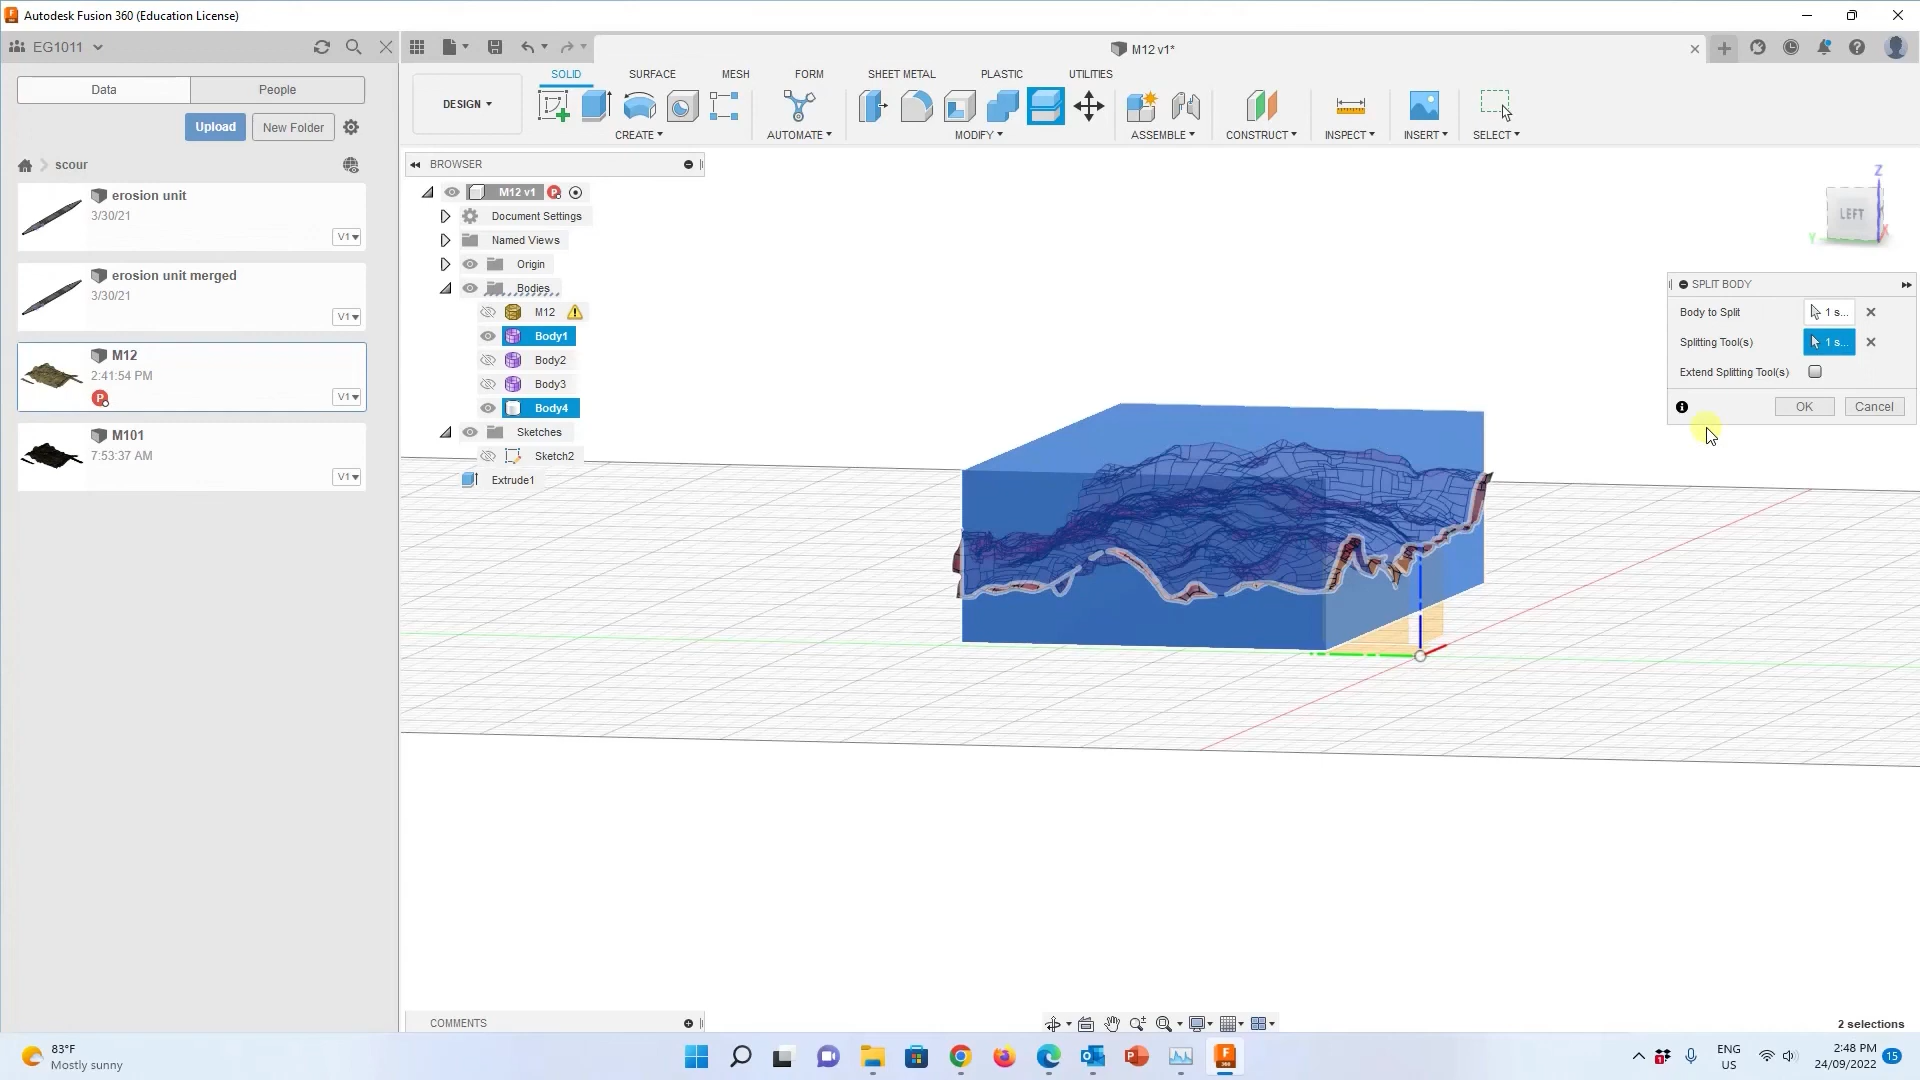 Autodesk Fusion 360 (Education License)
EG1011
M12 v1*
Data
People
Upload
New Folder
scour
erosion unit
3/30/21
V1
erosion unit merged
3/30/21
V1
M12
2:41:54 PM
P
V1
M101
7:53:37 AM
V1
SOLID
SURFACE
MESH
FORM
SHEET METAL
PLASTIC
UTILITIES
DESIGN
CREATE
AUTOMATE
MODIFY
ASSEMBLE
CONSTRUCT
INSPECT
INSERT
SELECT
BROWSER
M12 v1
P
Document Settings
Named Views
Origin
Bodies
M12
Body1
Body2
Body3
Body4
Sketches
Sketch2
Extrude1
Z
LEFT
Y
X
SPLIT BODY
Body to Split
1 s...
Splitting Tool(s)
1 s...
Extend Splitting Tool(s)
OK
Cancel
COMMENTS
2 selections
83°F
Mostly sunny
ENG
US
2:48 PM
24/09/2022
15